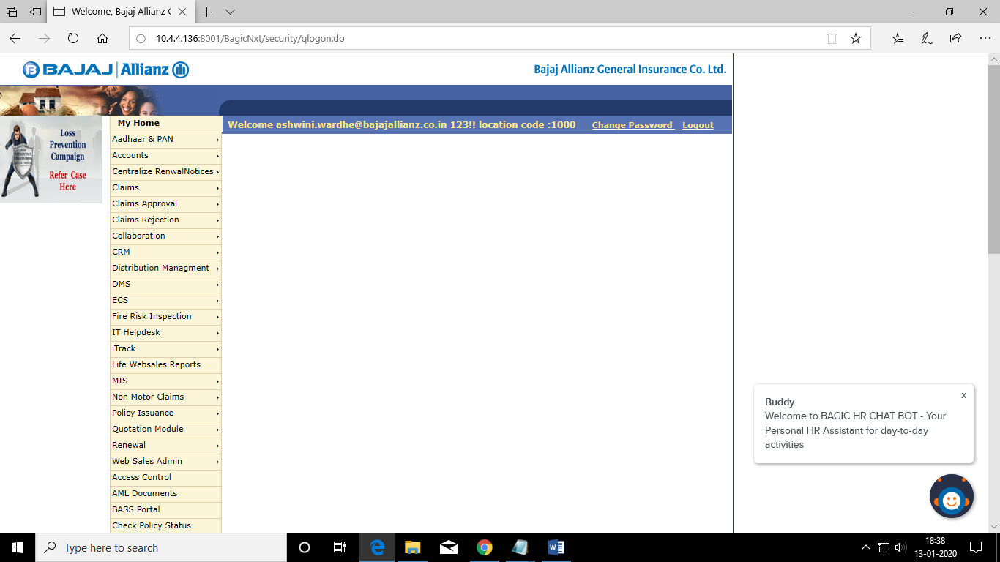 Welcome, Bajaj Allianz G
10.4.4.136:8001/BagicNxt/security/qlogon.do
BAJAJ Allianz
Bajaj Allianz General Insurance Co. Ltd.
Loss
Prevention
Campaign
Refer Case
Here
My Home
Welcome ashwini.wardhe@bajajallianz.co.in 123!! location code :1000 Change Password Logout
Aadhaar & PAN
Accounts
Centralize RenwalNotices
Claims
Claims Approval
Claims Rejection
Collaboration
CRM
Distribution Managment
DMS
ECS
Fire Risk Inspection
IT Helpdesk
iTrack
Life Websales Reports
MIS
Non Motor Claims
Policy Issuance
Quotation Module
Renewal
Web Sales Admin
Access Control
AML Documents
BASS Portal
Check Policy Status
x
Buddy
Welcome to BAGIC HR CHAT BOT - Your
Personal HR Assistant for day-to-day
activities
Type here to search
18:38
13-01-2020